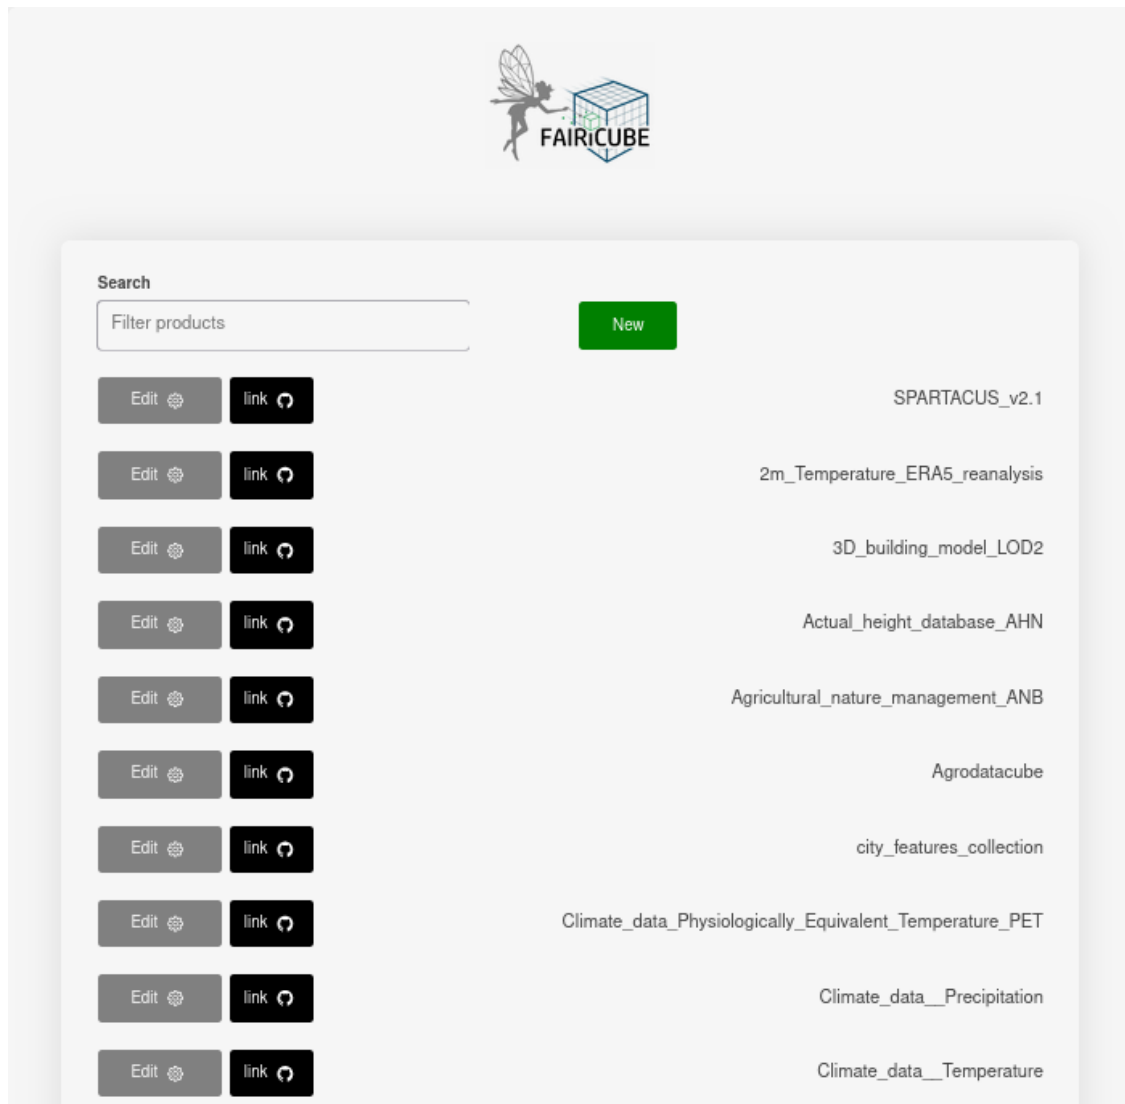 FAIRiCUBE
Search
Filter products
New
Edit link SPARTACUS_v2.1
Edit link 2m_Temperature_ERA5_reanalysis
Edit link 3D_building_model_LOD2
Edit link Actual_height_database_AHN
Edit link Agricultural_nature_management_ANB
Edit link Agrodatacube
Edit link city_features_collection
Edit link Climate_data_Physiologically_Equivalent_Temperature_PET
Edit link Climate_data__Precipitation
Edit link Climate_data__Temperature